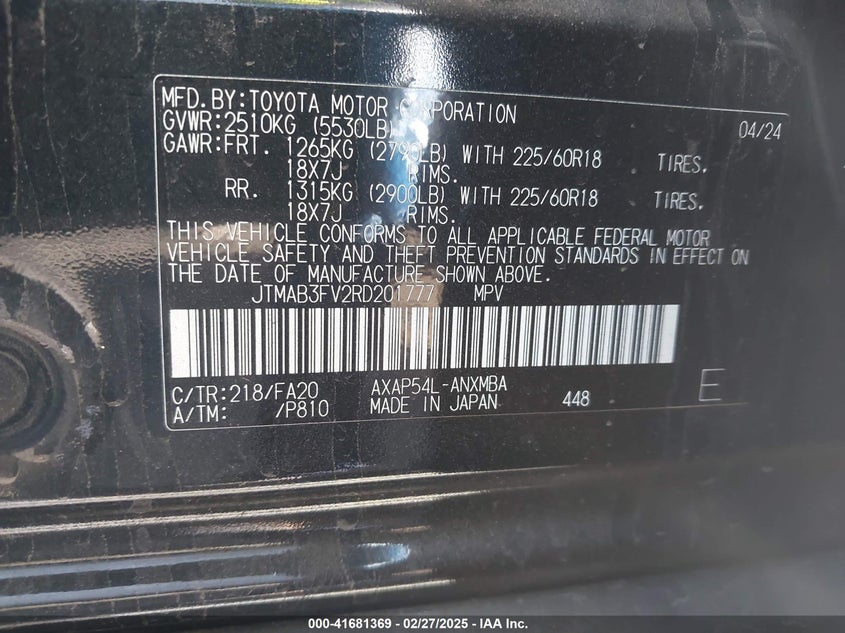 MFD.BY:TOYOTA MOTOR CORPORATION 04/24
GVWR:2510KG (5530LB)
GAWR:FRT. 1265KG (2790LB) WITH 225/60R18 TIRES.
18X7J RIMS.
RR. 1315KG (2900LB) WITH 225/60R18 TIRES.
18X7J RIMS.
THIS VEHICLE CONFORMS TO ALL APPLICABLE FEDERAL MOTOR
VEHICLE SAFETY AND THEFT PREVENTION STANDARDS IN EFFECT ON
THE DATE OF MANUFACTURE SHOWN ABOVE.
JTMAB3FV2RD201777 MPV
C/TR:218/FA20 AXAP54L-ANXMBA
A/TM: /P810 MADE IN JAPAN 448 E
000-41681369 - 02/27/2025 - IAA Inc.